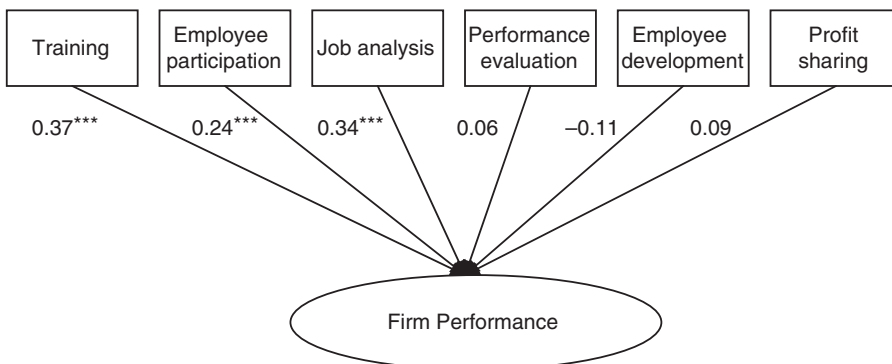 Training
Employee
participation
Job analysis
Performance
evaluation
Employee
development
Profit
sharing
0.37***
0.24***
0.34***
0.06
–0.11
0.09
Firm Performance